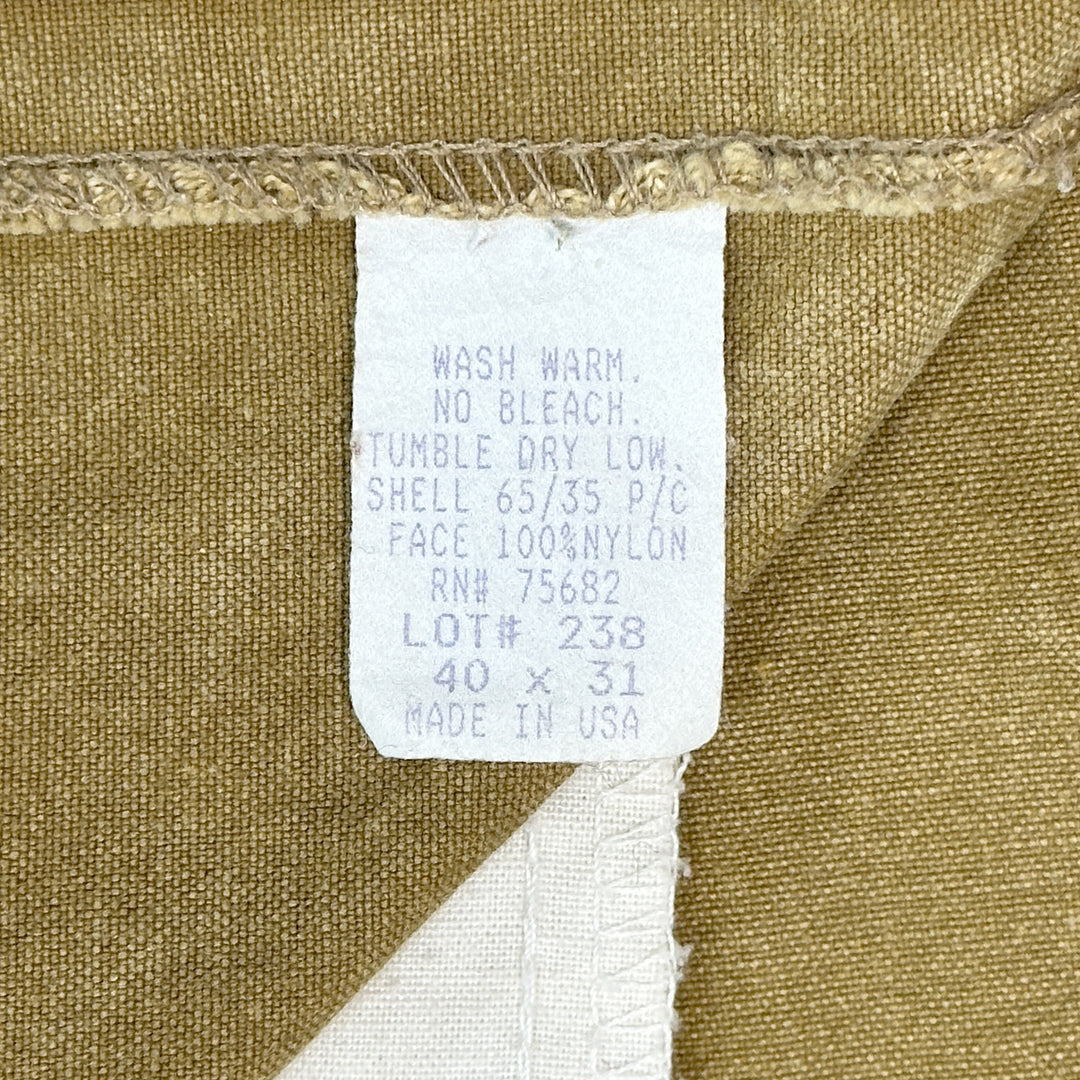 WASH WARM.
NO BLEACH.
TUMBLE DRY LOW.
SHELL 65/35 P/C
FACE 100%NYLON
RN# 75682
LOT# 238
40 x 31
MADE IN USA